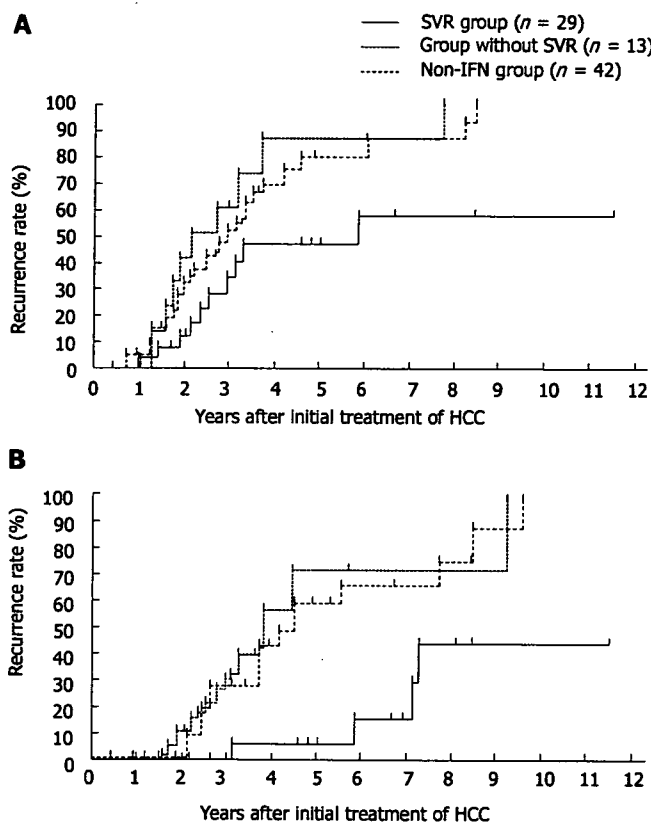 A
SVR group (n = 29)
Group without SVR (n = 13)
Non-IFN group (n = 42)
Recurrence rate (%)
100
90
80
70
60
50
40
30
20
10
0
0 1 2 3 4 5 6 7 8 9 10 11 12
Years after initial treatment of HCC
B
Recurrence rate (%)
100
90
80
70
60
50
40
30
20
10
0
0 1 2 3 4 5 6 7 8 9 10 11 12
Years after initial treatment of HCC